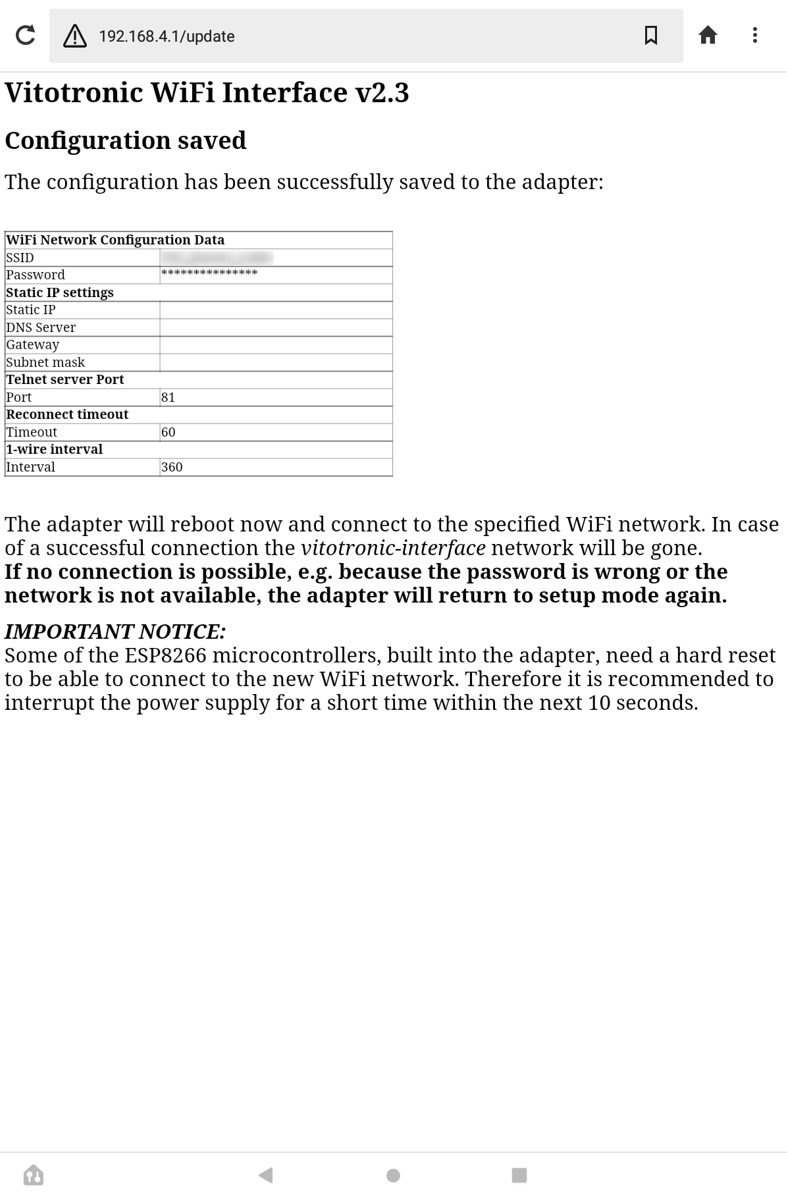 192.168.4.1/update
Vitotronic WiFi Interface v2.3
Configuration saved
The configuration has been successfully saved to the adapter:
WiFi Network Configuration Data
SSID
Password ***************
Static IP settings
Static IP
DNS Server
Gateway
Subnet mask
Telnet server Port
Port 81
Reconnect timeout
Timeout 60
1-wire interval
Interval 360
The adapter will reboot now and connect to the specified WiFi network. In case
of a successful connection the vitotronic-interface network will be gone.
If no connection is possible, e.g. because the password is wrong or the
network is not available, the adapter will return to setup mode again.
IMPORTANT NOTICE:
Some of the ESP8266 microcontrollers, built into the adapter, need a hard reset
to be able to connect to the new WiFi network. Therefore it is recommended to
interrupt the power supply for a short time within the next 10 seconds.